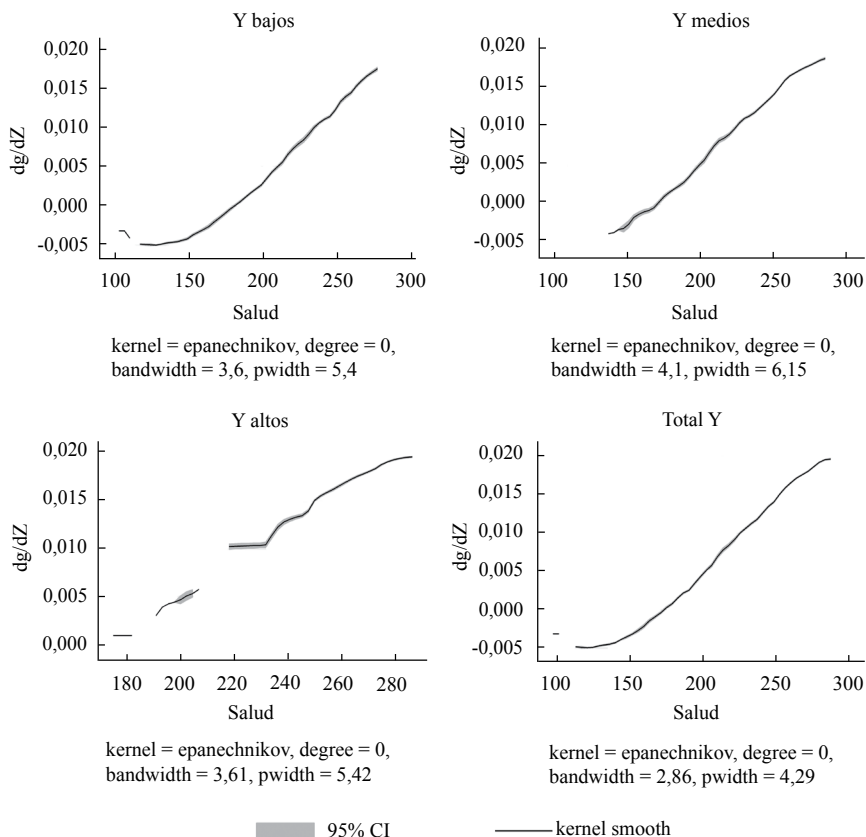 Y bajos
0,020
0,015
0,010
0,005
0,000
-0,005
dg/dZ
100 150 200 250 300
Salud
kernel = epanechnikov, degree = 0,
bandwidth = 3,6, pwidth = 5,4
Y medios
0,020
0,015
0,010
0,005
0,000
-0,005
dg/dZ
100 150 200 250 300
Salud
kernel = epanechnikov, degree = 0,
bandwidth = 4,1, pwidth = 6,15
Y altos
0,020
0,015
0,010
0,005
0,000
dg/dZ
180 200 220 240 260 280
Salud
kernel = epanechnikov, degree = 0,
bandwidth = 3,61, pwidth = 5,42
Total Y
0,020
0,015
0,010
0,005
0,000
-0,005
dg/dZ
100 150 200 250 300
Salud
kernel = epanechnikov, degree = 0,
bandwidth = 2,86, pwidth = 4,29
95% CI
kernel smooth